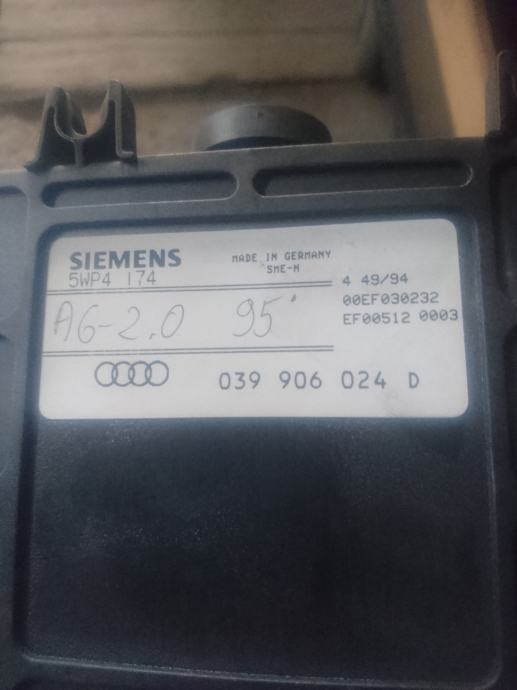 SIEMENS
MADE IN GERMANY
SME-N
5WP4 174
4 49/94
00EF030232
EF00512 0003
A6-2.0 95'
039 906 024 D